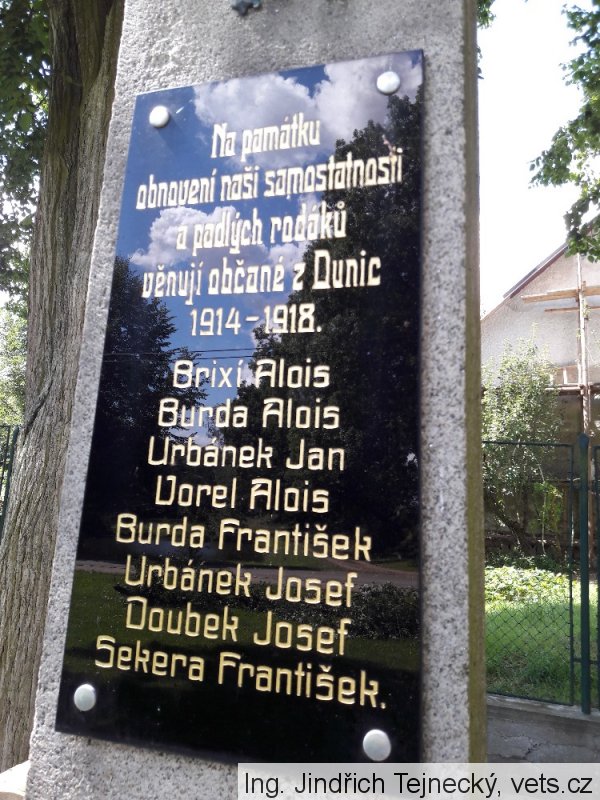 Na památku
obnovení naši samostatnosti
a padlých rodáků
věnují občané z Dunic
1914-1918.
Brixí Alois
Burda Alois
Urbánek Jan
Vorel Alois
Burda František
Urbánek Josef
Doubek Josef
Sekera František.
Ing. Jindřich Tejnecký, vets.cz